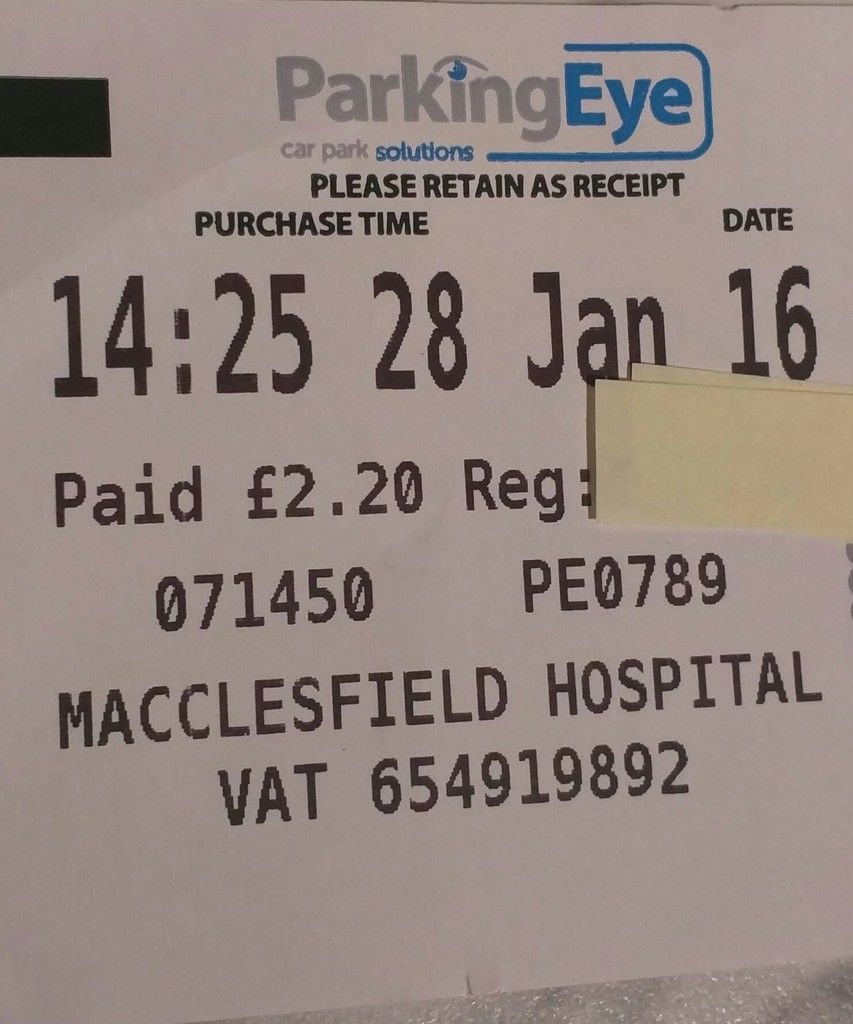 ParkingEye
car park solutions
PLEASE RETAIN AS RECEIPT
PURCHASE TIME DATE
14:25 28 Jan 16
Paid £2.20 Reg:
071450 PE0789
MACCLESFIELD HOSPITAL
VAT 654919892